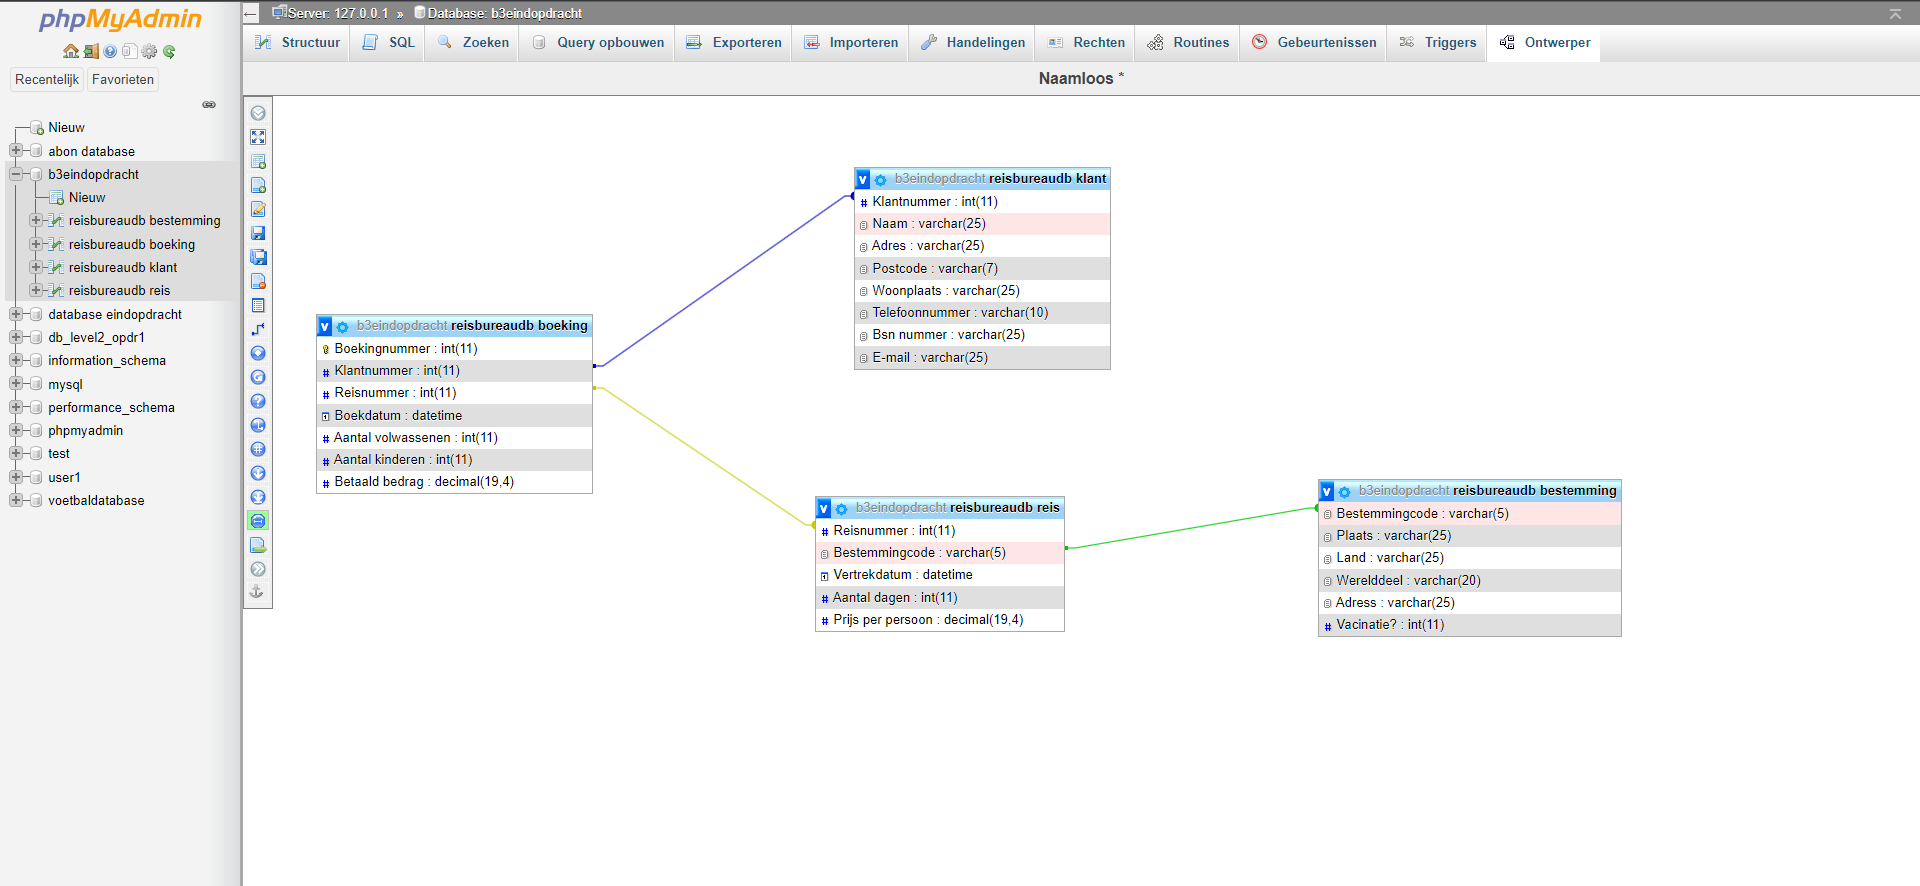 phpMyAdmin
Recentelijk Favorieten
Nieuw
abon database
b3eindopdracht
Nieuw
reisbureaudb bestemming
reisbureaudb boeking
reisbureaudb klant
reisbureaudb reis
database eindopdracht
db_level2_opdr1
information_schema
mysql
performance_schema
phpmyadmin
test
user1
voetbaldatabase
Server: 127.0.0.1 » Database: b3eindopdracht
Structuur SQL Zoeken Query opbouwen Exporteren Importeren Handelingen Rechten Routines Gebeurtenissen Triggers Ontwerper
Naamloos *
v b3eindopdracht reisbureaudb klant
# Klantnummer : int(11)
Naam : varchar(25)
Adres : varchar(25)
Postcode : varchar(7)
Woonplaats : varchar(25)
Telefoonnummer : varchar(10)
Bsn nummer : varchar(25)
E-mail : varchar(25)
v b3eindopdracht reisbureaudb boeking
Boekingnummer : int(11)
# Klantnummer : int(11)
# Reisnummer : int(11)
Boekdatum : datetime
# Aantal volwassenen : int(11)
# Aantal kinderen : int(11)
# Betaald bedrag : decimal(19,4)
v b3eindopdracht reisbureaudb reis
# Reisnummer : int(11)
Bestemmingcode : varchar(5)
Vertrekdatum : datetime
# Aantal dagen : int(11)
# Prijs per persoon : decimal(19,4)
v b3eindopdracht reisbureaudb bestemming
Bestemmingcode : varchar(5)
Plaats : varchar(25)
Land : varchar(25)
Werelddeel : varchar(20)
Adress : varchar(25)
# Vacinatie? : int(11)